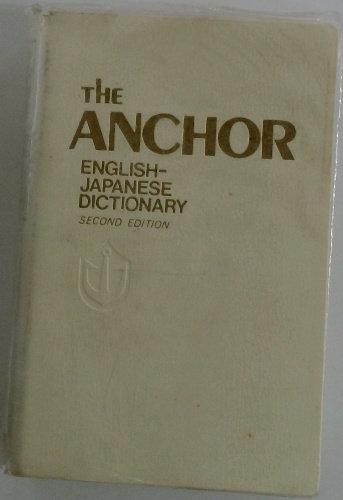 THE
ANCHOR
ENGLISH-
JAPANESE
DICTIONARY
SECOND EDITION